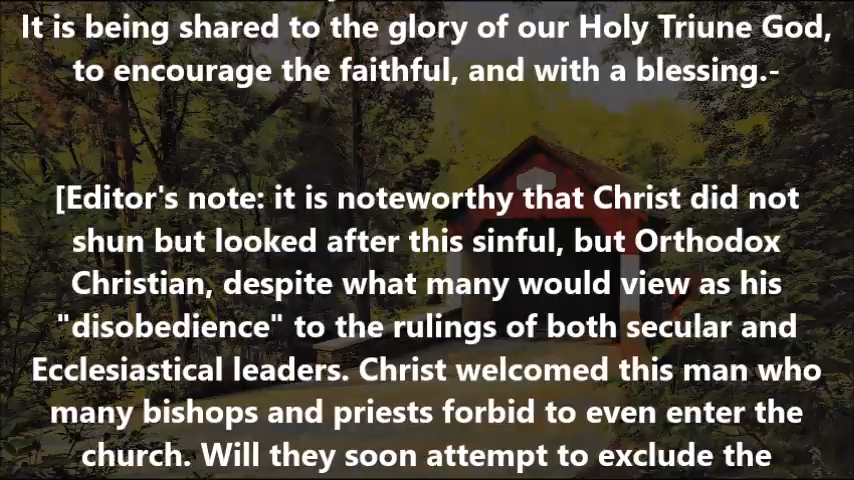 It is being shared to the glory of our Holy Triune God,
to encourage the faithful, and with a blessing.-
[Editor's note: it is noteworthy that Christ did not
shun but looked after this sinful, but Orthodox
Christian, despite what many would view as his
"disobedience" to the rulings of both secular and
Ecclesiastical leaders. Christ welcomed this man who
many bishops and priests forbid to even enter the
church. Will they soon attempt to exclude the